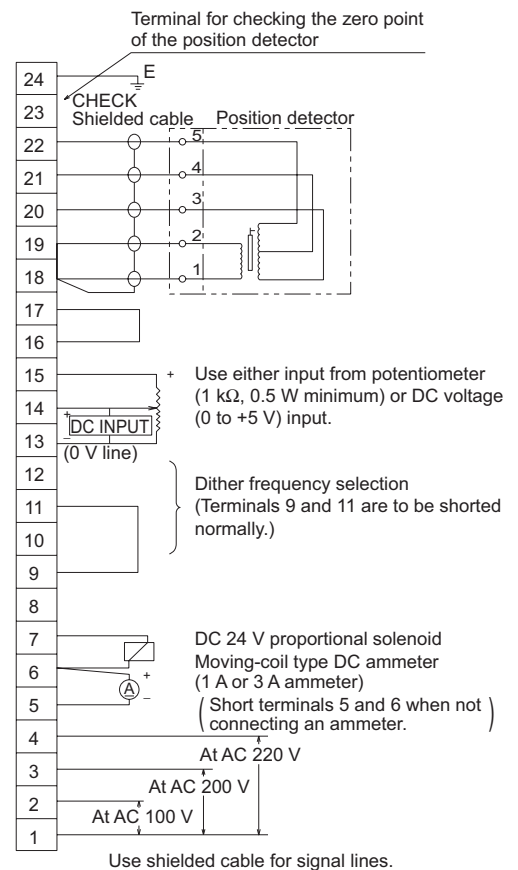 Terminal for checking the zero point
of the position detector
24
E
23
CHECK
Shielded cable
Position detector
22
5
21
4
20
3
19
2
18
1
17
16
15
+
Use either input from potentiometer
(1 kΩ, 0.5 W minimum) or DC voltage
(0 to +5 V) input.
14
+
DC INPUT
–
13
(0 V line)
12
Dither frequency selection
(Terminals 9 and 11 are to be shorted
normally.)
11
10
9
8
7
DC 24 V proportional solenoid
Moving-coil type DC ammeter
(1 A or 3 A ammeter)
6
+
A
–
5
(Short terminals 5 and 6 when not
connecting an ammeter.)
4
At AC 220 V
3
At AC 200 V
2
At AC 100 V
1
Use shielded cable for signal lines.